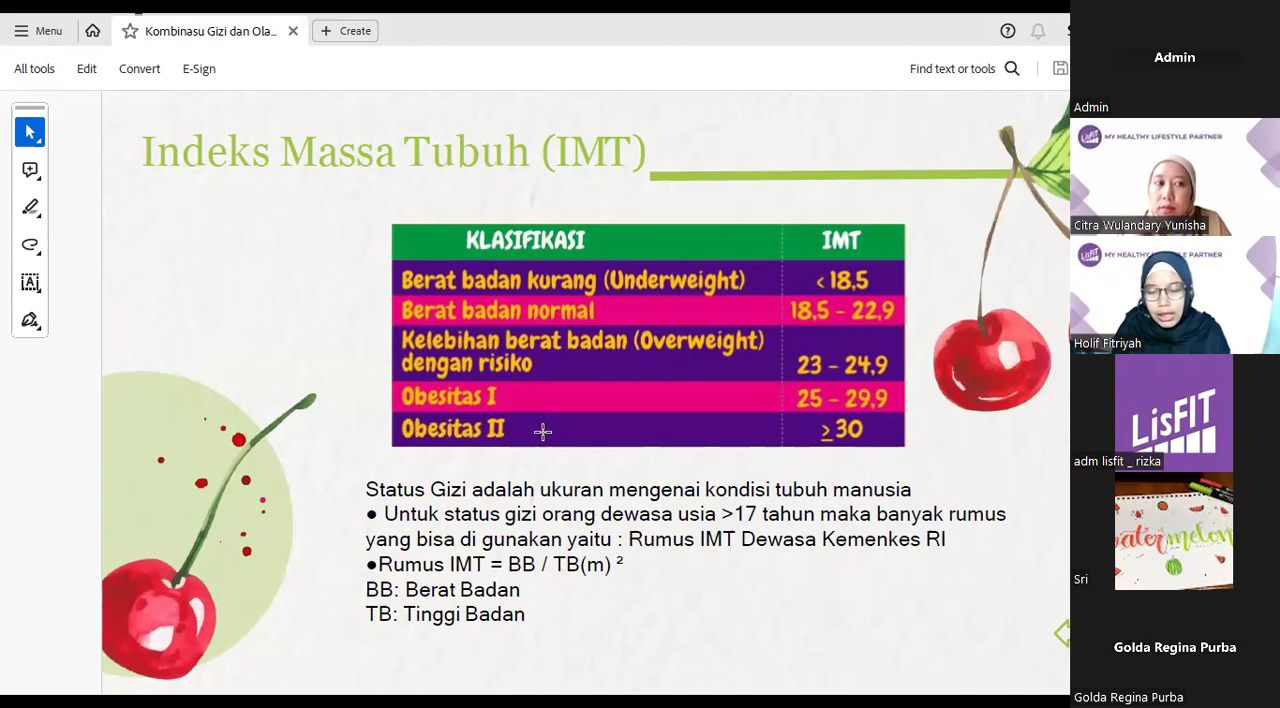 Menu
Kombinasu Gizi dan Ola...
Create
All tools
Edit
Convert
E-Sign
Find text or tools
Indeks Massa Tubuh (IMT)
KLASIFIKASI IMT
Berat badan kurang (Underweight) < 18,5
Berat badan normal 18,5 - 22,9
Kelebihan berat badan (Overweight)
dengan risiko 23 - 24,9
Obesitas I 25 - 29,9
Obesitas II ≥ 30
Status Gizi adalah ukuran mengenai kondisi tubuh manusia
● Untuk status gizi orang dewasa usia >17 tahun maka banyak rumus
yang bisa di gunakan yaitu : Rumus IMT Dewasa Kemenkes RI
●Rumus IMT = BB / TB(m) ²
BB: Berat Badan
TB: Tinggi Badan
Admin
Admin
LisFIT MY HEALTHY LIFESTYLE PARTNER
Citra Wulandary Yunisha
LisFIT MY HEALTHY LIFESTYLE PARTNER
Holif Fitriyah
LisFIT
adm lisfit _ rizka
watermelon
Sri
Golda Regina Purba
Golda Regina Purba